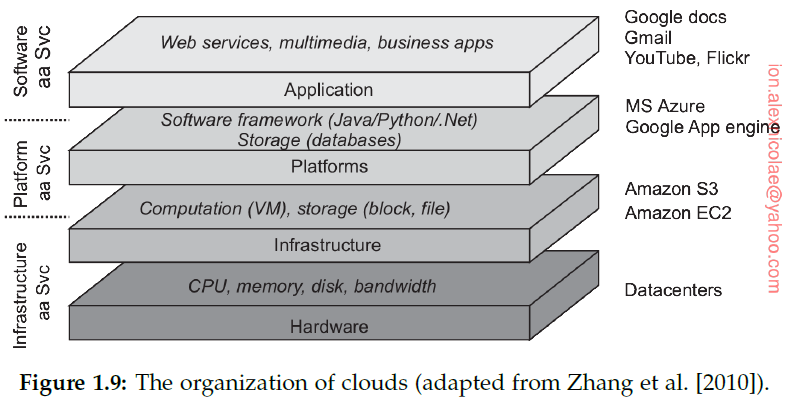 Software
aa Svc
Web services, multimedia, business apps
Application
Google docs
Gmail
YouTube, Flickr
Platform
aa Svc
Software framework (Java/Python/.Net)
Storage (databases)
Platforms
MS Azure
Google App engine
Infrastructure
aa Svc
Computation (VM), storage (block, file)
Infrastructure
Amazon S3
Amazon EC2
CPU, memory, disk, bandwidth
Hardware
Datacenters
ion.alexnicolae@yahoo.com
Figure 1.9: The organization of clouds (adapted from Zhang et al. [2010]).